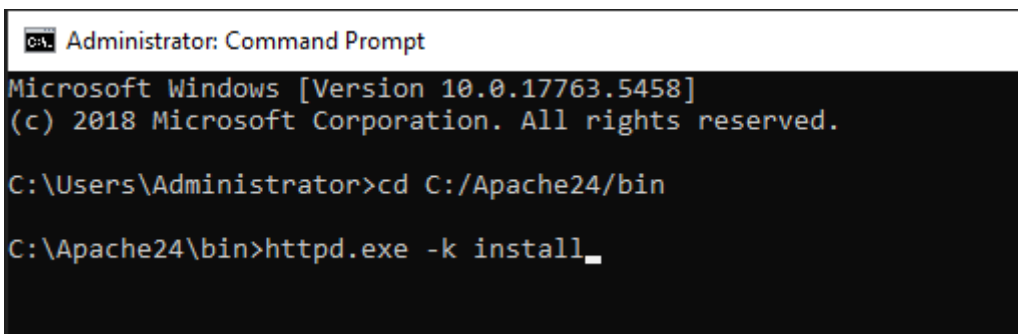 Administrator: Command Prompt
Microsoft Windows [Version 10.0.17763.5458]
(c) 2018 Microsoft Corporation. All rights reserved.
C:\Users\Administrator>cd C:/Apache24/bin
C:\Apache24\bin>httpd.exe -k install